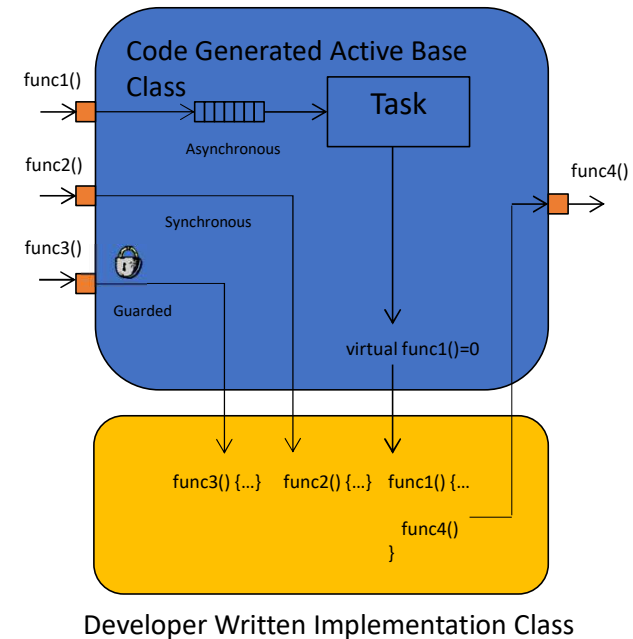 Code Generated Active Base
Class
func1()
Task
Asynchronous
func2()
func4()
Synchronous
func3()
Guarded
virtual func1()=0
func3() {…} func2() {…} func1() {…
func4()
}
Developer Written Implementation Class